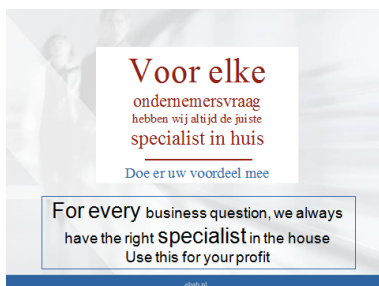 Voor elke
ondernemersvraag
hebben wij altijd de juiste
specialist in huis
Doe er uw voordeel mee
For every business question, we always
have the right specialist in the house
Use this for your profit